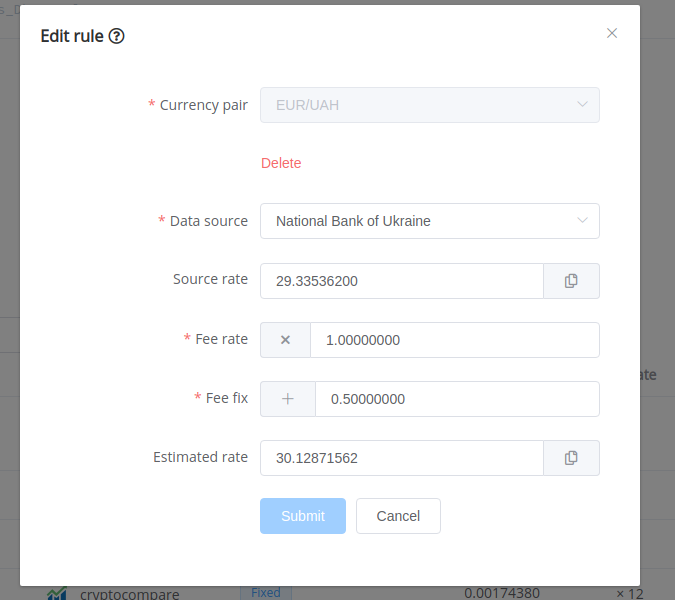 Edit rule ?
* Currency pair EUR/UAH
Delete
* Data source National Bank of Ukraine
Source rate 29.33536200
* Fee rate × 1.00000000
ate
* Fee fix + 0.50000000
Estimated rate 30.12871562
Submit Cancel
cryptocompare Fixed 0.00174380 × 12